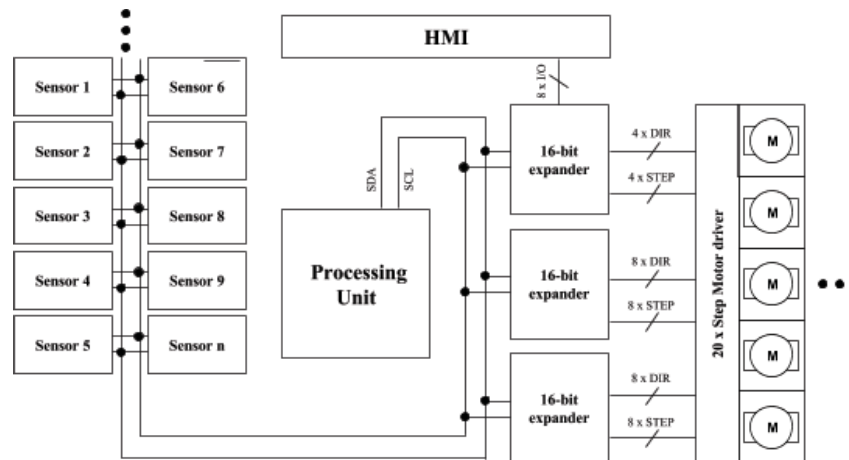 HMI
8 x I/O
Sensor 1
Sensor 6
Sensor 2
Sensor 7
Sensor 3
Sensor 8
Sensor 4
Sensor 9
Sensor 5
Sensor n
SDA
SCL
Processing
Unit
16-bit
expander
4 x DIR
4 x STEP
16-bit
expander
8 x DIR
8 x STEP
16-bit
expander
8 x DIR
8 x STEP
20 x Step Motor driver
M
M
M
M
M